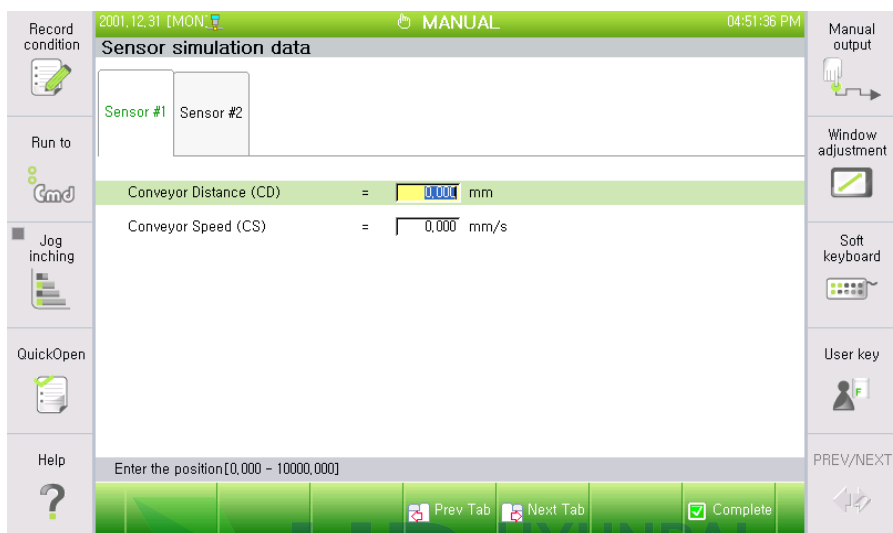 Record
condition
Run to
Cmd
Jog
inching
QuickOpen
Help
?
2001.12.31 [MON] MANUAL 04:51:36 PM
Sensor simulation data
Sensor #1 Sensor #2
Conveyor Distance (CD) = 0.000 mm
Conveyor Speed (CS) = 0.000 mm/s
Enter the position[0.000 - 10000.000]
Prev Tab Next Tab Complete
Manual
output
Window
adjustment
Soft
keyboard
User key
F
PREV/NEXT